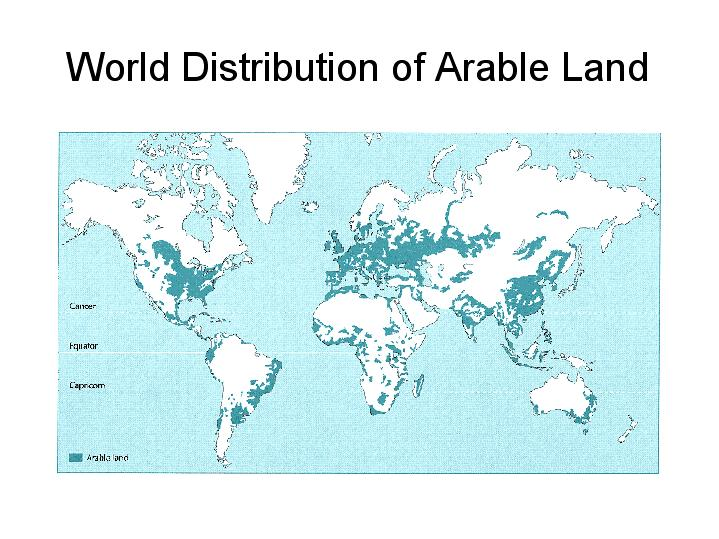 World Distribution of Arable Land
Cancer
Equator
Capricorn
Arable land